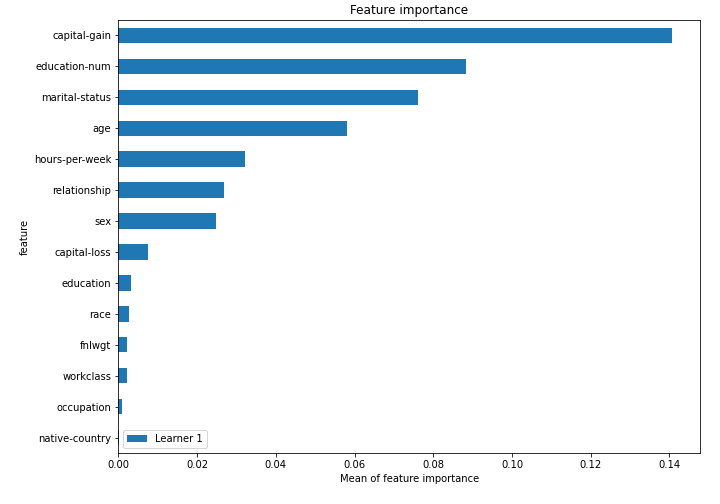 Feature importance
capital-gain
education-num
marital-status
age
hours-per-week
relationship
sex
capital-loss
education
race
fnlwgt
workclass
occupation
native-country
feature
Learner 1
0.00 0.02 0.04 0.06 0.08 0.10 0.12 0.14
Mean of feature importance